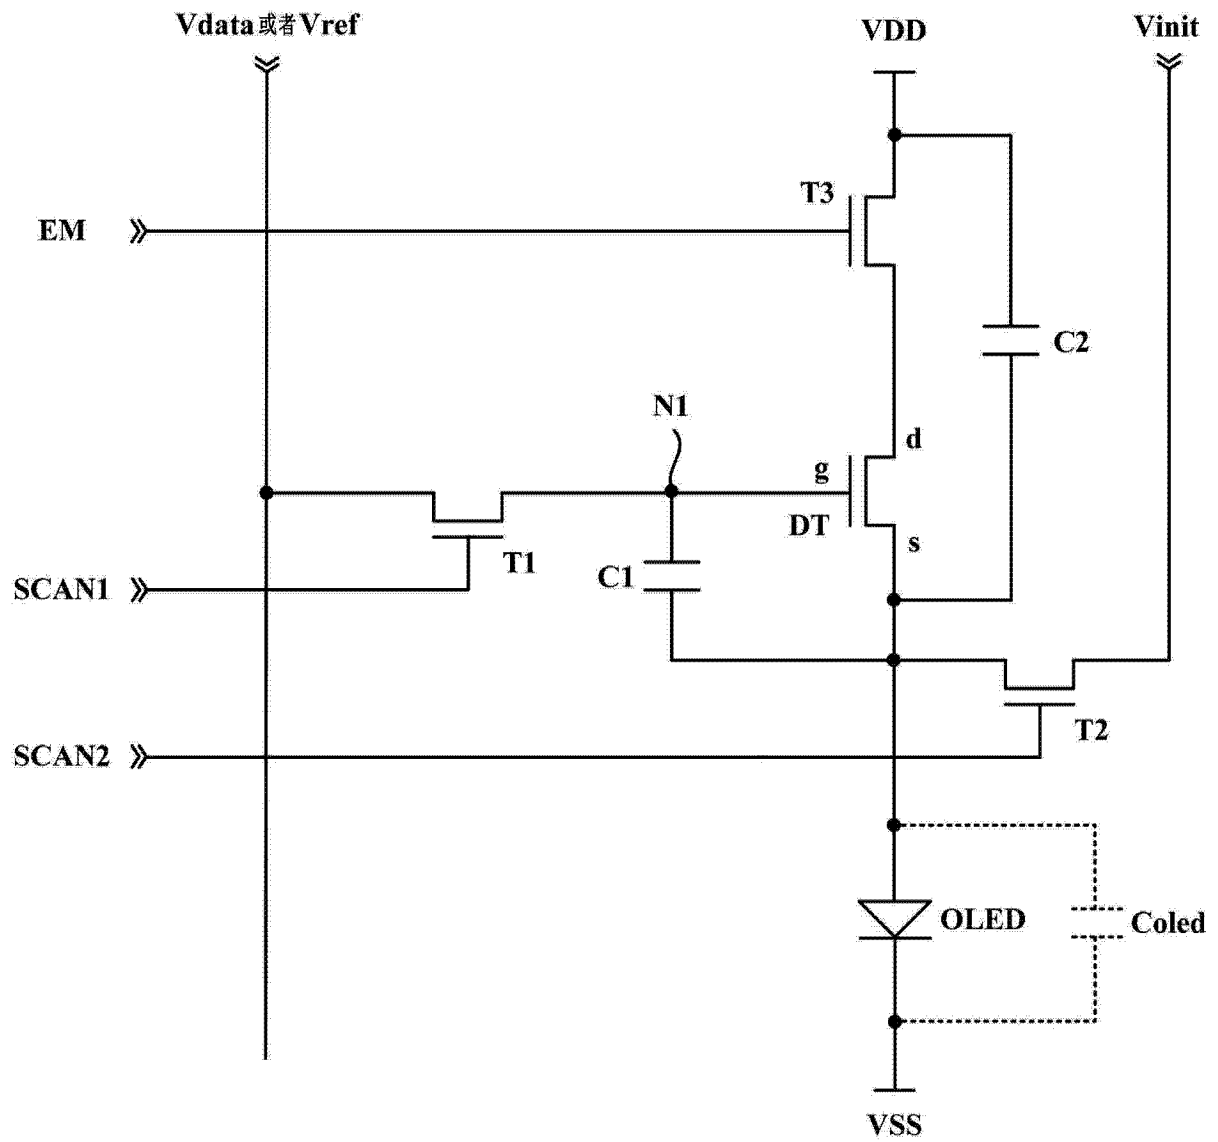 Vdata或者Vref
VDD
Vinit
T3
EM
C2
N1
d
g
DT
s
T1
C1
SCAN1
T2
SCAN2
OLED
Coled
VSS